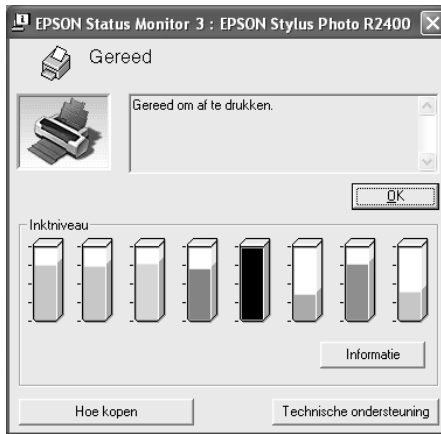 EPSON Status Monitor 3 : EPSON Stylus Photo R2400
Gereed
Gereed om af te drukken.
OK
Inktniveau
Informatie
Hoe kopen
Technische ondersteuning